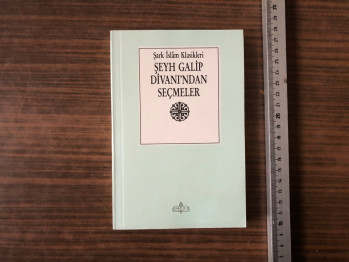 Şark İslâm Klasikleri
ŞEYH GALİP
DİVANI'NDAN
SEÇMELER